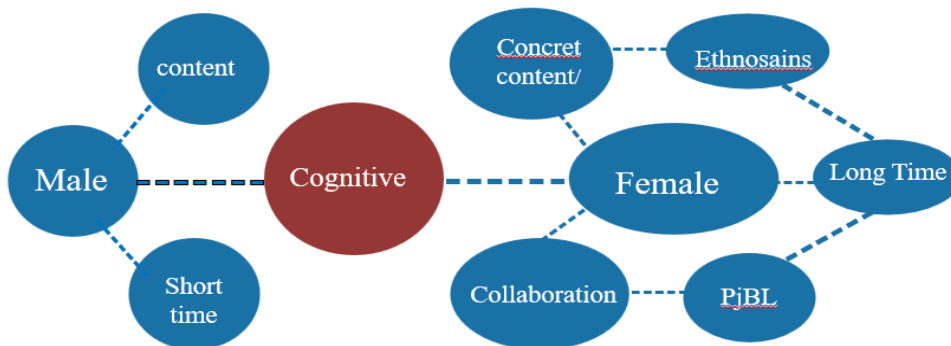 content
Male
Short
time
Cognitive
Concret
content/
Ethnosains
Female
Long Time
Collaboration
PjBL